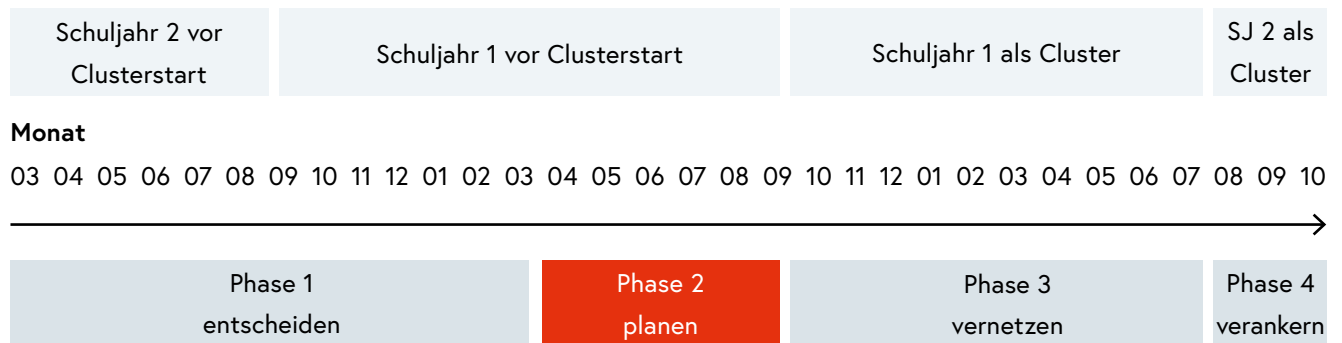 Schuljahr 2 vor
Clusterstart
Schuljahr 1 vor Clusterstart
Schuljahr 1 als Cluster
SJ 2 als
Cluster
Monat
03 04 05 06 07 08 09 10 11 12 01 02 03 04 05 06 07 08 09 10 11 12 01 02 03 04 05 06 07 08 09 10
Phase 1
entscheiden
Phase 2
planen
Phase 3
vernetzen
Phase 4
verankern